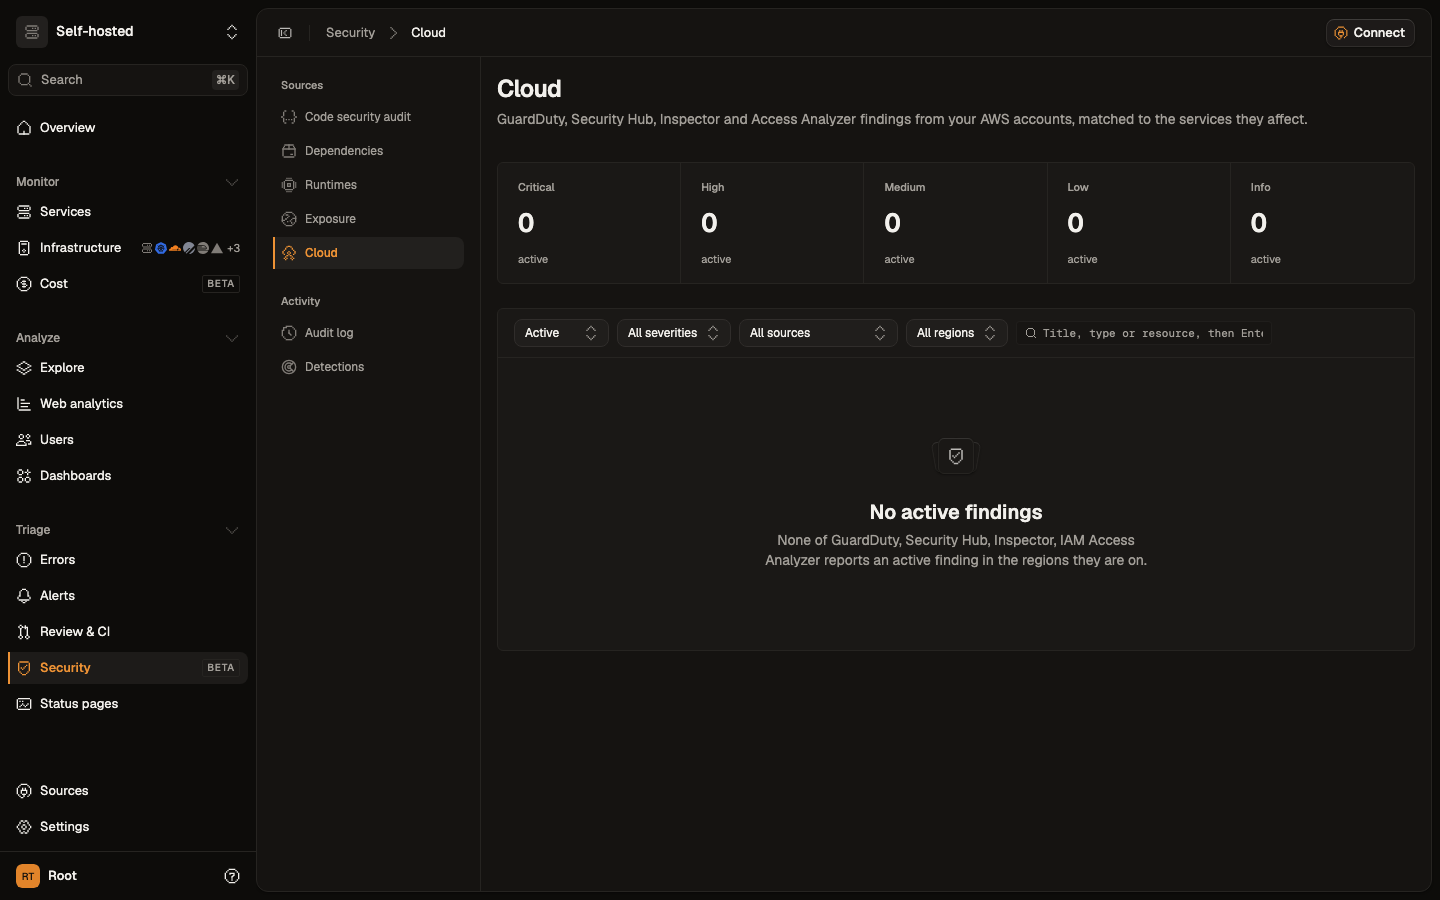 Self-hosted
Search
⌘K
Overview
Monitor
Services
Infrastructure
+3
Cost
BETA
Analyze
Explore
Web analytics
Users
Dashboards
Triage
Errors
Alerts
Review & CI
Security
BETA
Status pages
Sources
Settings
RT
Root
Security
Cloud
Connect
Sources
Code security audit
Dependencies
Runtimes
Exposure
Cloud
Activity
Audit log
Detections
Cloud
GuardDuty, Security Hub, Inspector and Access Analyzer findings from your AWS accounts, matched to the services they affect.
Critical
0
active
High
0
active
Medium
0
active
Low
0
active
Info
0
active
Active
All severities
All sources
All regions
Title, type or resource, then Ente
No active findings
None of GuardDuty, Security Hub, Inspector, IAM Access
Analyzer reports an active finding in the regions they are on.